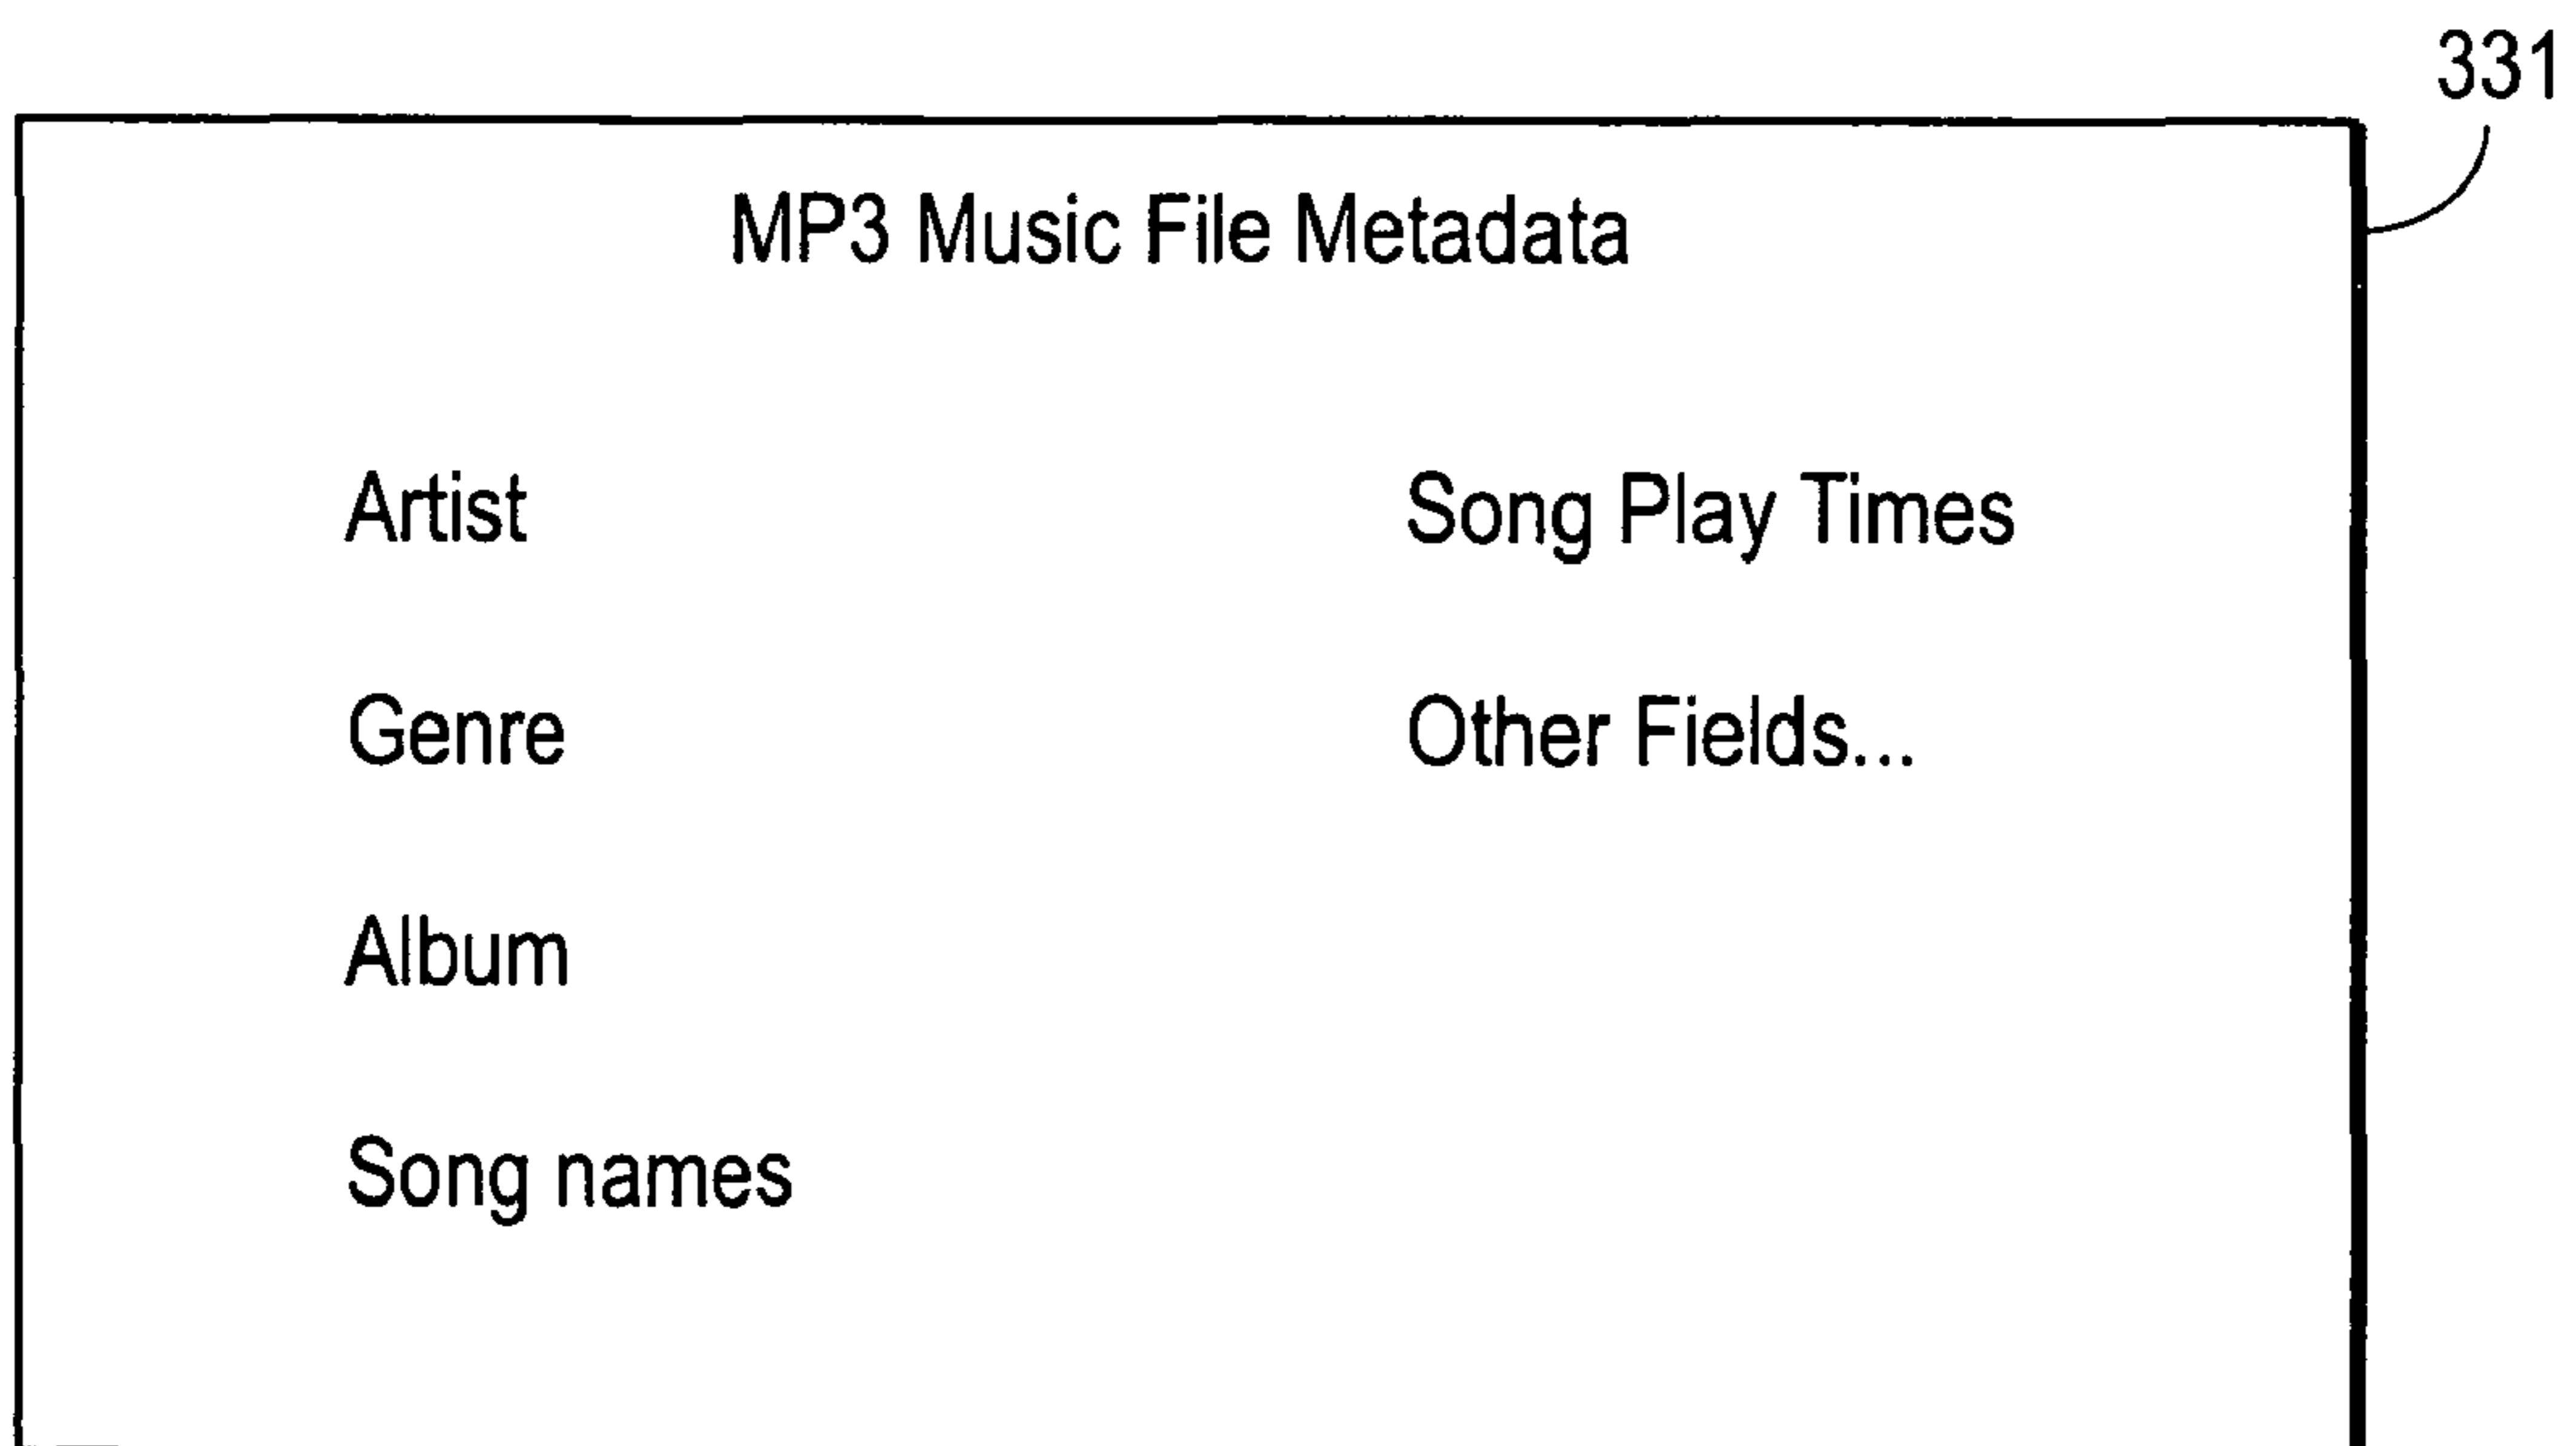 331
MP3 Music File Metadata
Artist
Genre
Album
Song names
Song Play Times
Other Fields...